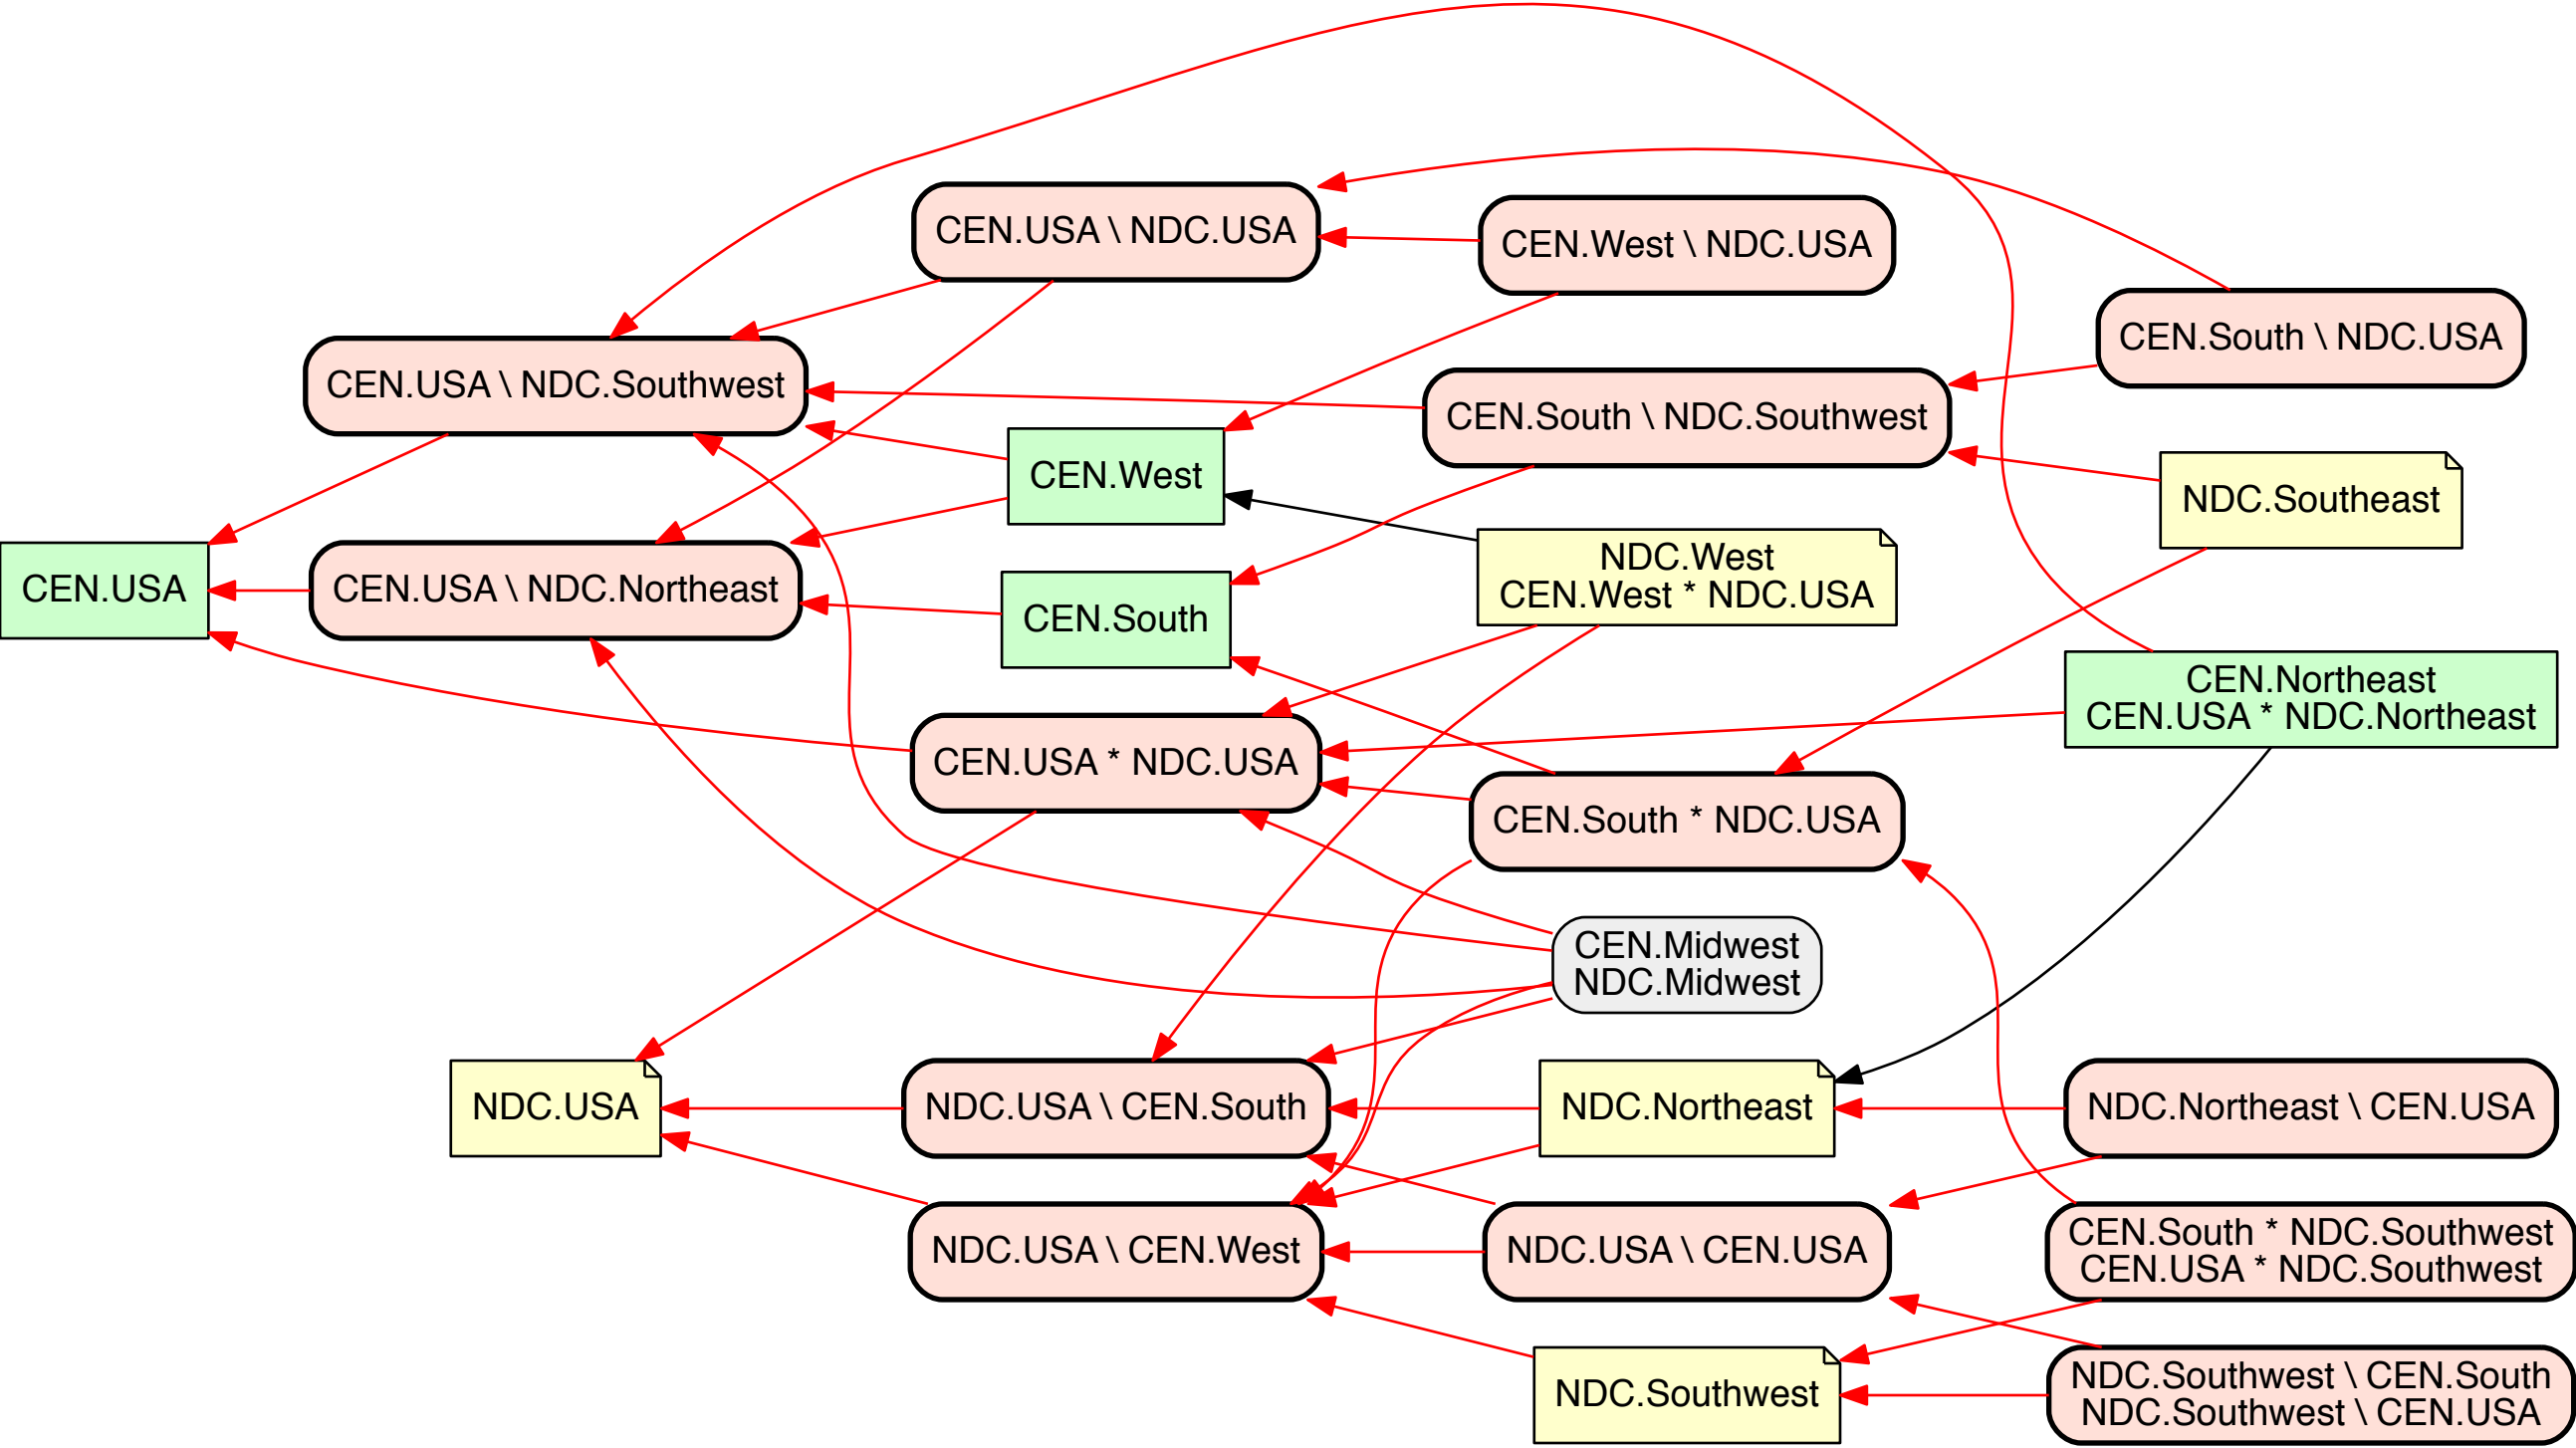 CEN.USA \ NDC.USA
CEN.West \ NDC.USA
CEN.South \ NDC.USA
CEN.USA \ NDC.Southwest
CEN.South \ NDC.Southwest
CEN.West
NDC.Southeast
CEN.USA
CEN.USA \ NDC.Northeast
NDC.West
CEN.West * NDC.USA
CEN.South
CEN.Northeast
CEN.USA * NDC.Northeast
CEN.USA * NDC.USA
CEN.South * NDC.USA
CEN.Midwest
NDC.Midwest
NDC.USA
NDC.USA \ CEN.South
NDC.Northeast
NDC.Northeast \ CEN.USA
NDC.USA \ CEN.West
NDC.USA \ CEN.USA
CEN.South * NDC.Southwest
CEN.USA * NDC.Southwest
NDC.Southwest
NDC.Southwest \ CEN.South
NDC.Southwest \ CEN.USA